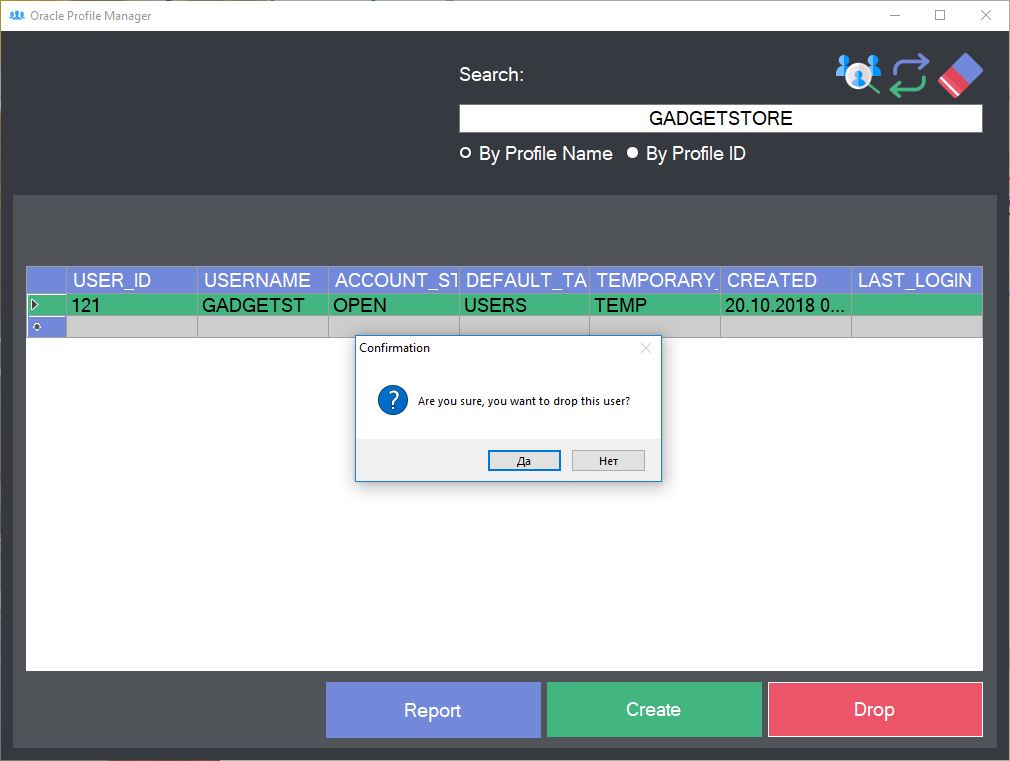 Oracle Profile Manager
Search:
GADGETSTORE
By Profile Name By Profile ID
USER_ID USERNAME ACCOUNT_ST DEFAULT_TA TEMPORARY_ CREATED LAST_LOGIN
121 GADGETST OPEN USERS TEMP 20.10.2018 0...
Confirmation
? Are you sure, you want to drop this user?
Да Нет
Report Create Drop